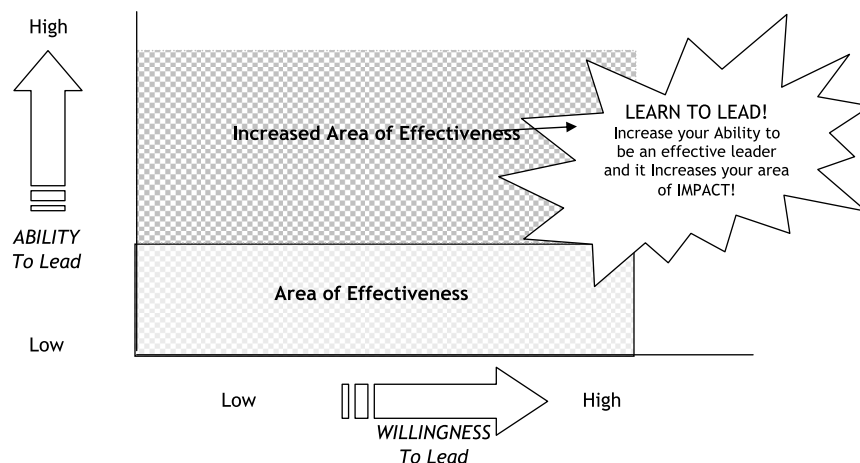 High
Increased Area of Effectiveness
LEARN TO LEAD!
Increase your Ability to
be an effective leader
and it Increases your area
of IMPACT!
ABILITY
To Lead
Area of Effectiveness
Low
Low
High
WILLINGNESS
To Lead